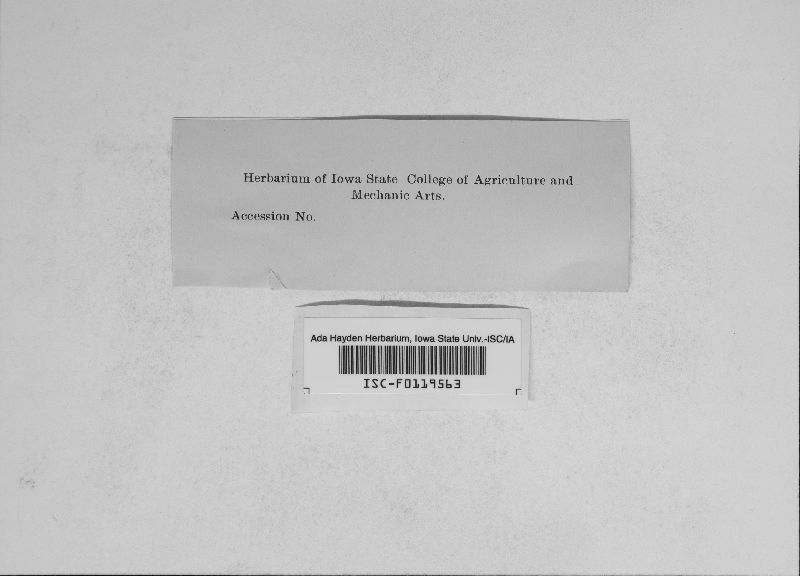 Herbarium of Iowa State College of Agriculture and
Mechanic Arts.
Accession No.
Ada Hayden Herbarium, Iowa State Univ.-ISC/IA
ISC-F0119563